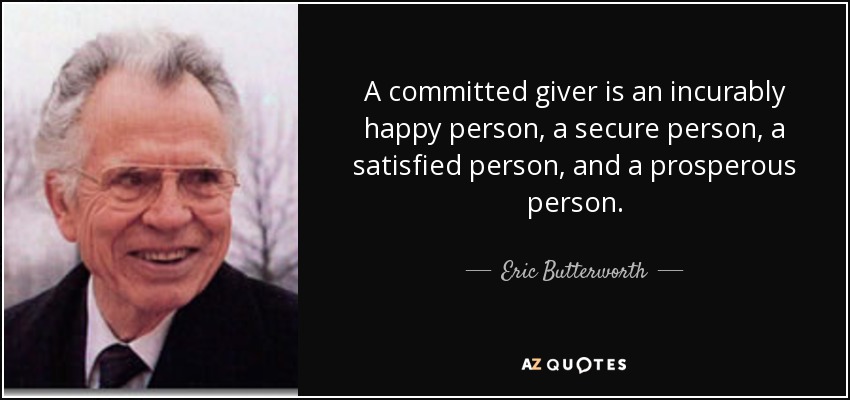 A committed giver is an incurably
happy person, a secure person, a
satisfied person, and a prosperous
person.
Eric Butterworth
AZ QUOTES